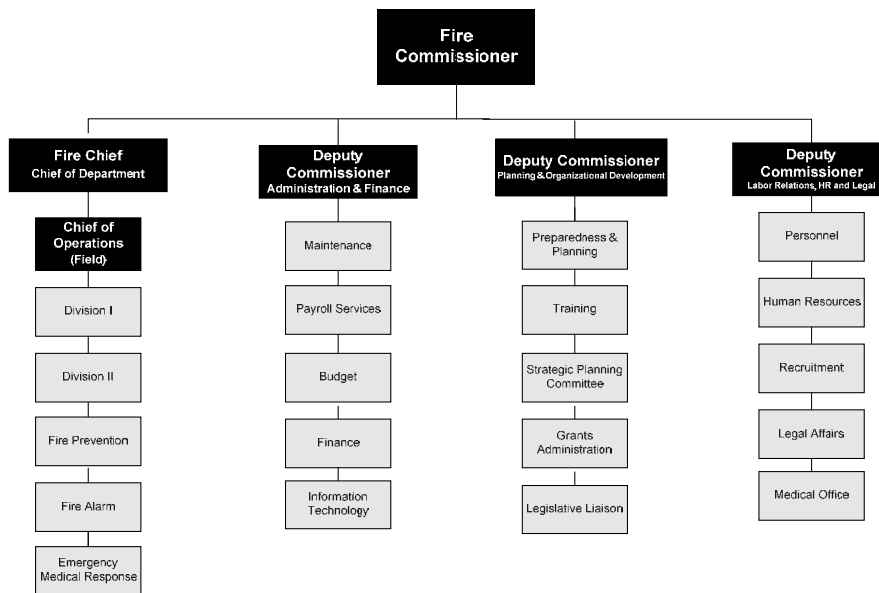 Fire
Commissioner
Fire Chief
Chief of Department
Chief of
Operations
(Field)
Division I
Division II
Fire Prevention
Fire Alarm
Emergency
Medical Response
Deputy
Commissioner
Administration & Finance
Maintenance
Payroll Services
Budget
Finance
Information
Technology
Deputy Commissioner
Planning & Organizational Development
Preparedness &
Planning
Training
Strategic Planning
Committee
Grants
Administration
Legislative Liaison
Deputy
Commissioner
Labor Relations, HR and Legal
Personnel
Human Resources
Recruitment
Legal Affairs
Medical Office